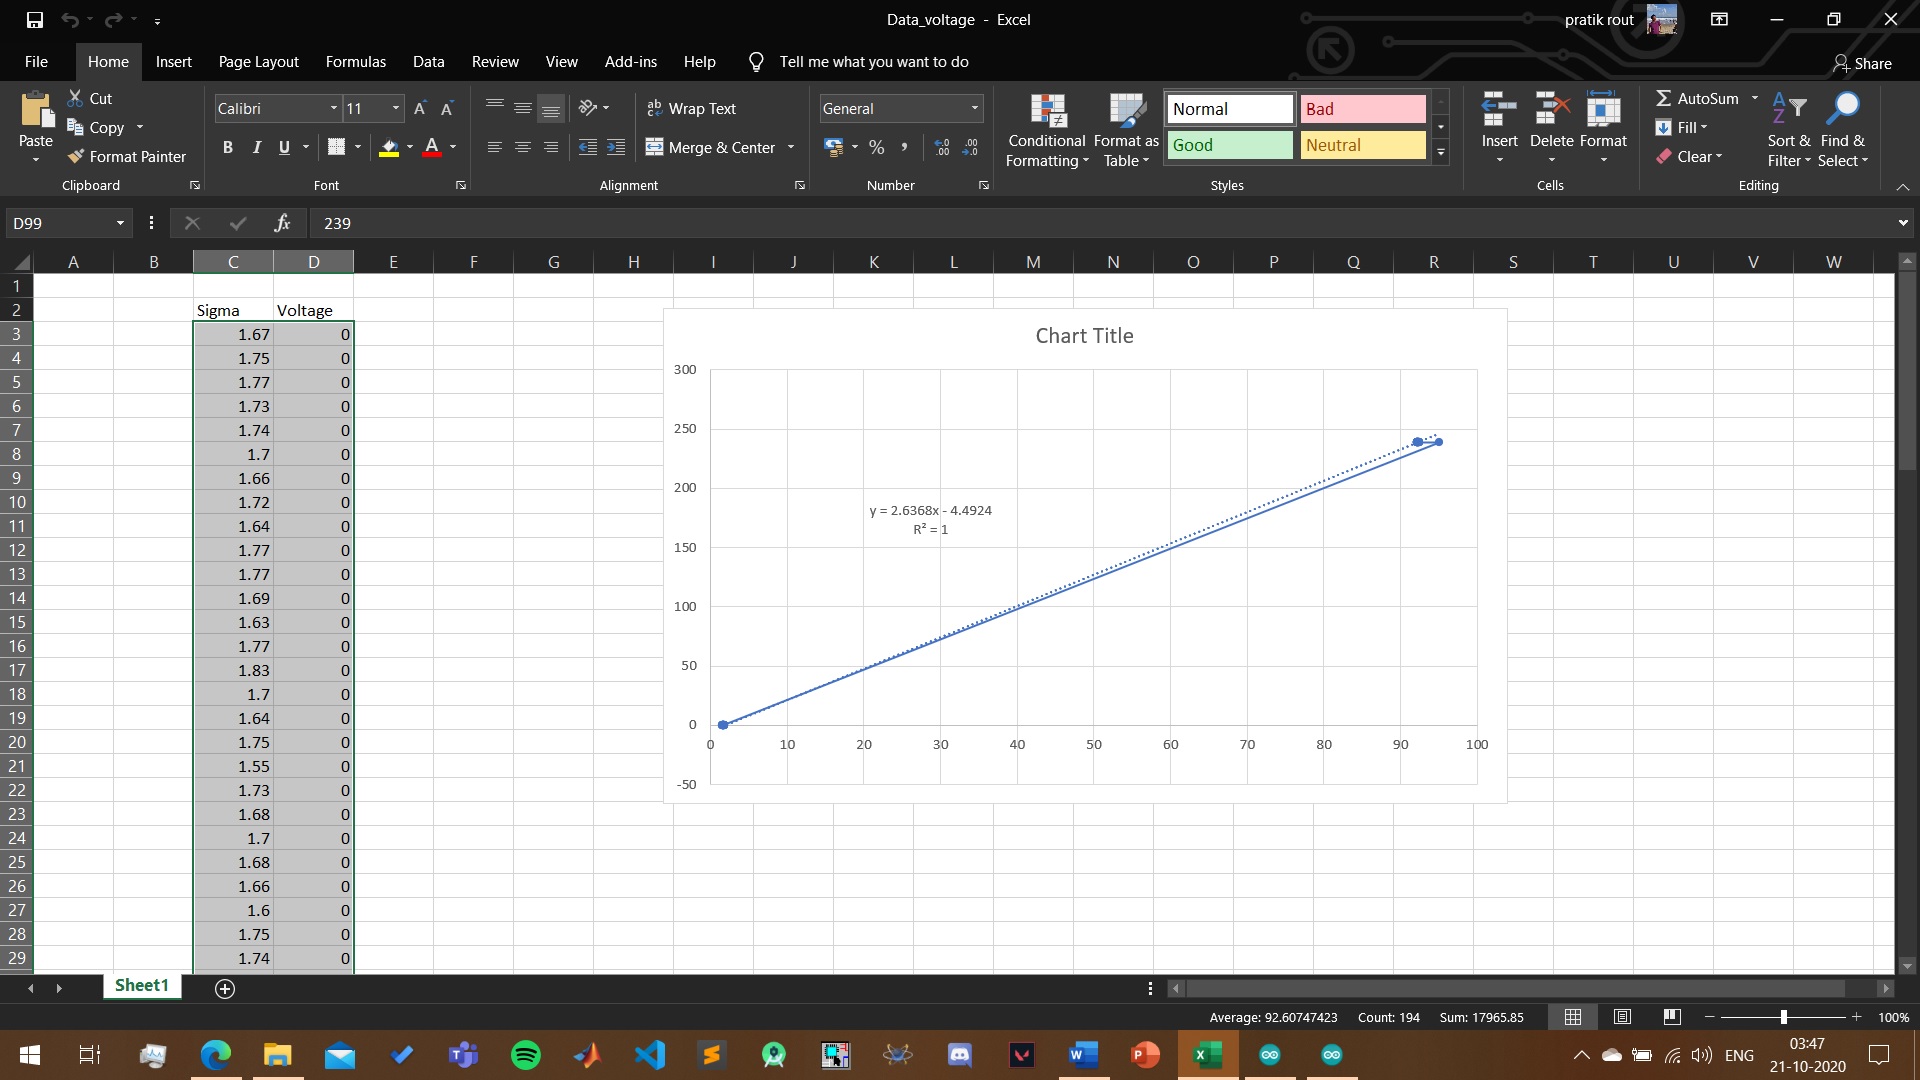 Data_voltage - Excel
pratik rout
File Home Insert Page Layout Formulas Data Review View Add-ins Help Tell me what you want to do Share
Paste
Cut
Copy
Format Painter
Clipboard
Calibri 11 A A
B I U A
Font
ab Wrap Text
Merge & Center
Alignment
General
% , .0 .00 .00 .0
Number
Conditional Formatting
Format as Table
Normal Bad
Good Neutral
Styles
Insert Delete Format
Cells
AutoSum
Fill
Clear
Sort & Filter
Find & Select
Editing
D99 fx 239
A B C D E F G H I J K L M N O P Q R S T U V W
1
2 Sigma Voltage
3 1.67 0
4 1.75 0
5 1.77 0
6 1.73 0
7 1.74 0
8 1.7 0
9 1.66 0
10 1.72 0
11 1.64 0
12 1.77 0
13 1.77 0
14 1.69 0
15 1.63 0
16 1.77 0
17 1.83 0
18 1.7 0
19 1.64 0
20 1.75 0
21 1.55 0
22 1.73 0
23 1.68 0
24 1.7 0
25 1.68 0
26 1.66 0
27 1.6 0
28 1.75 0
29 1.74 0
Chart Title
300
250
200
150
100
50
0
-50
y = 2.6368x - 4.4924
R² = 1
0 10 20 30 40 50 60 70 80 90 100
Sheet1
Average: 92.60747423 Count: 194 Sum: 17965.85 100%
ENG
03:47
21-10-2020